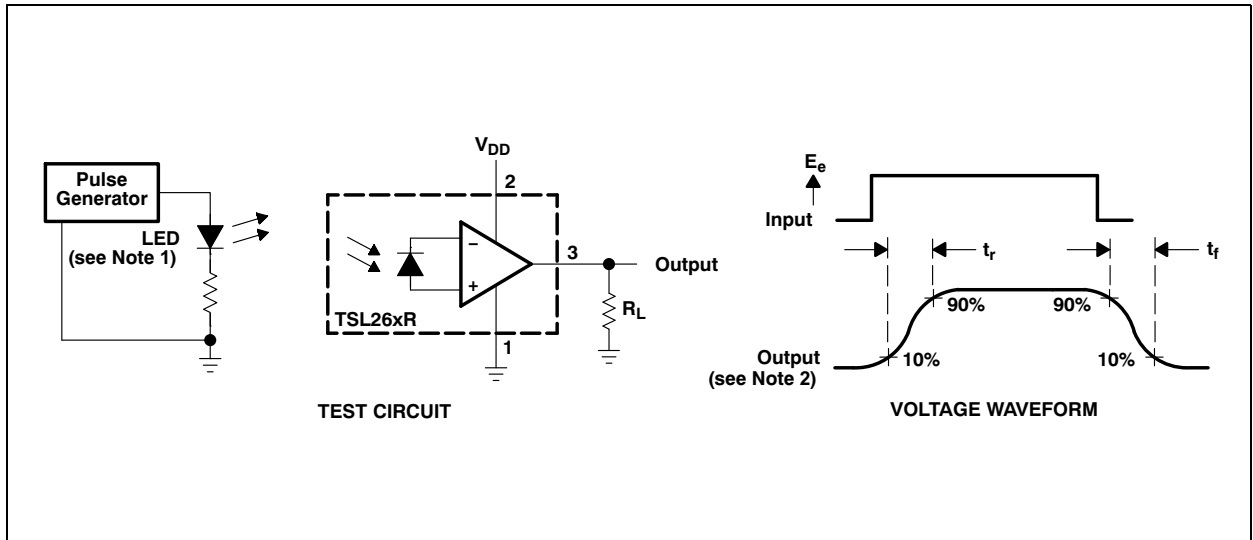 Pulse
Generator
LED
(see Note 1)
V_DD
2
−
+
3
Output
R_L
TSL26xR
1
TEST CIRCUIT
E_e
Input
t_r
t_f
90%
90%
Output
(see Note 2)
10%
10%
VOLTAGE WAVEFORM